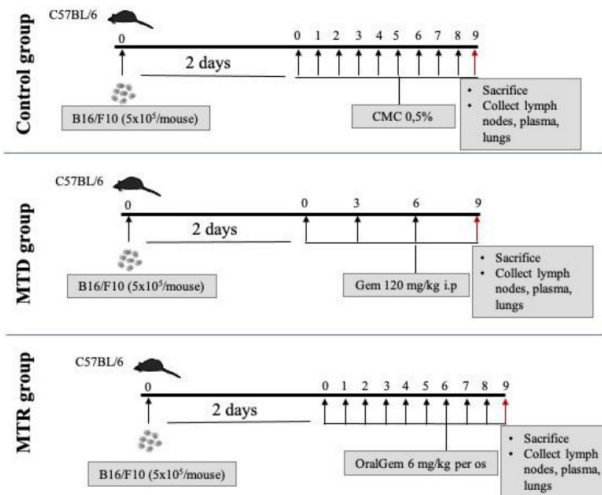 Control group
C57BL/6
0
2 days
0 1 2 3 4 5 6 7 8 9
B16/F10 (5x10⁵/mouse)
CMC 0,5%
• Sacrifice
• Collect lymph
nodes, plasma,
lungs
MTD group
C57BL/6
0
2 days
0 3 6 9
B16/F10 (5x10⁵/mouse)
Gem 120 mg/kg i.p
• Sacrifice
• Collect lymph
nodes, plasma,
lungs
MTR group
C57BL/6
0
2 days
0 1 2 3 4 5 6 7 8 9
B16/F10 (5x10⁵/mouse)
OralGem 6 mg/kg per os
• Sacrifice
• Collect lymph
nodes, plasma,
lungs